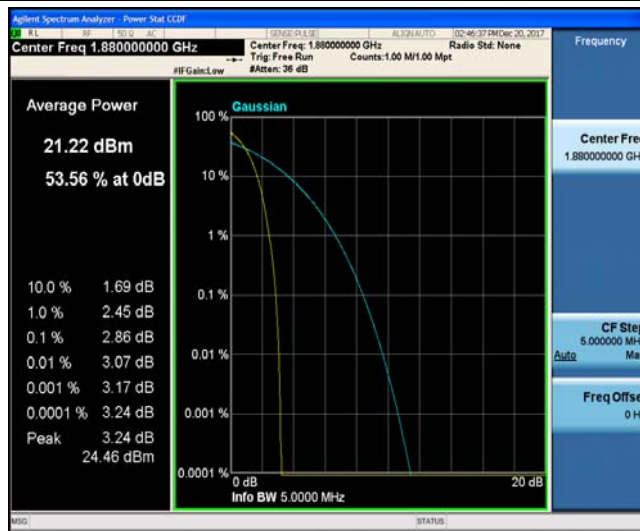 Agilent Spectrum Analyzer - Power Stat CCDF
RL RF 50 Ω AC SENSE:PULSE ALIGN AUTO 02:46:37 PM Dec 20, 2017
Center Freq 1.880000000 GHz
Center Freq: 1.880000000 GHz Radio Std: None
Trig: Free Run Counts:1.00 M/1.00 Mpt
#IFGain:Low #Atten: 36 dB
Frequency
Average Power
21.22 dBm
53.56 % at 0dB
10.0 % 1.69 dB
1.0 % 2.45 dB
0.1 % 2.86 dB
0.01 % 3.07 dB
0.001 % 3.17 dB
0.0001 % 3.24 dB
Peak 3.24 dB
24.46 dBm
Gaussian
100 %
10 %
1 %
0.1 %
0.01 %
0.001 %
0.0001 %
0 dB 20 dB
Info BW 5.0000 MHz
Center Fre
1.880000000 GH
CF Step
5.000000 MH
Auto Ma
Freq Offse
0 H
MSG STATUS